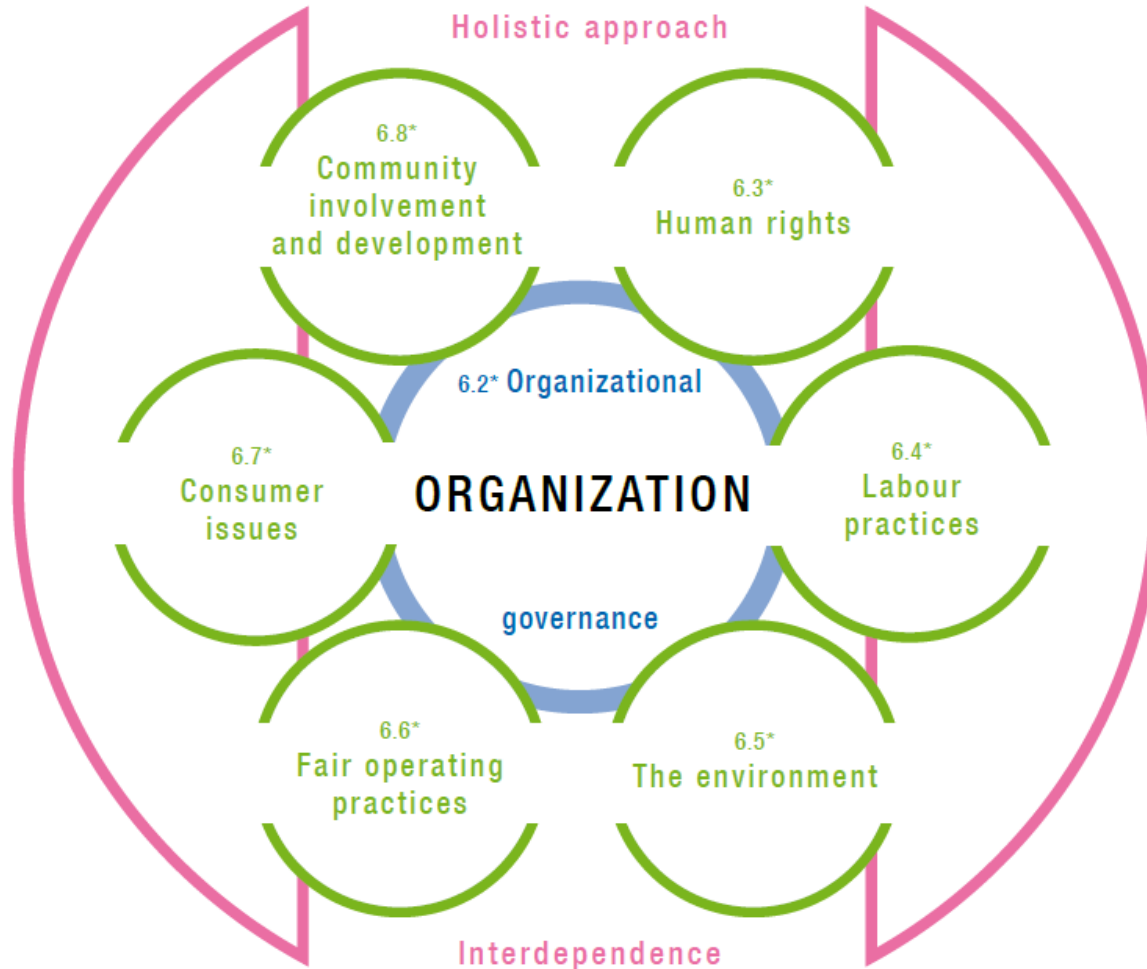 Holistic approach
6.8*
Community
involvement
and development
6.3*
Human rights
6.2* Organizational
6.7*
Consumer
issues
ORGANIZATION
6.4*
Labour
practices
governance
6.6*
Fair operating
practices
6.5*
The environment
Interdependence